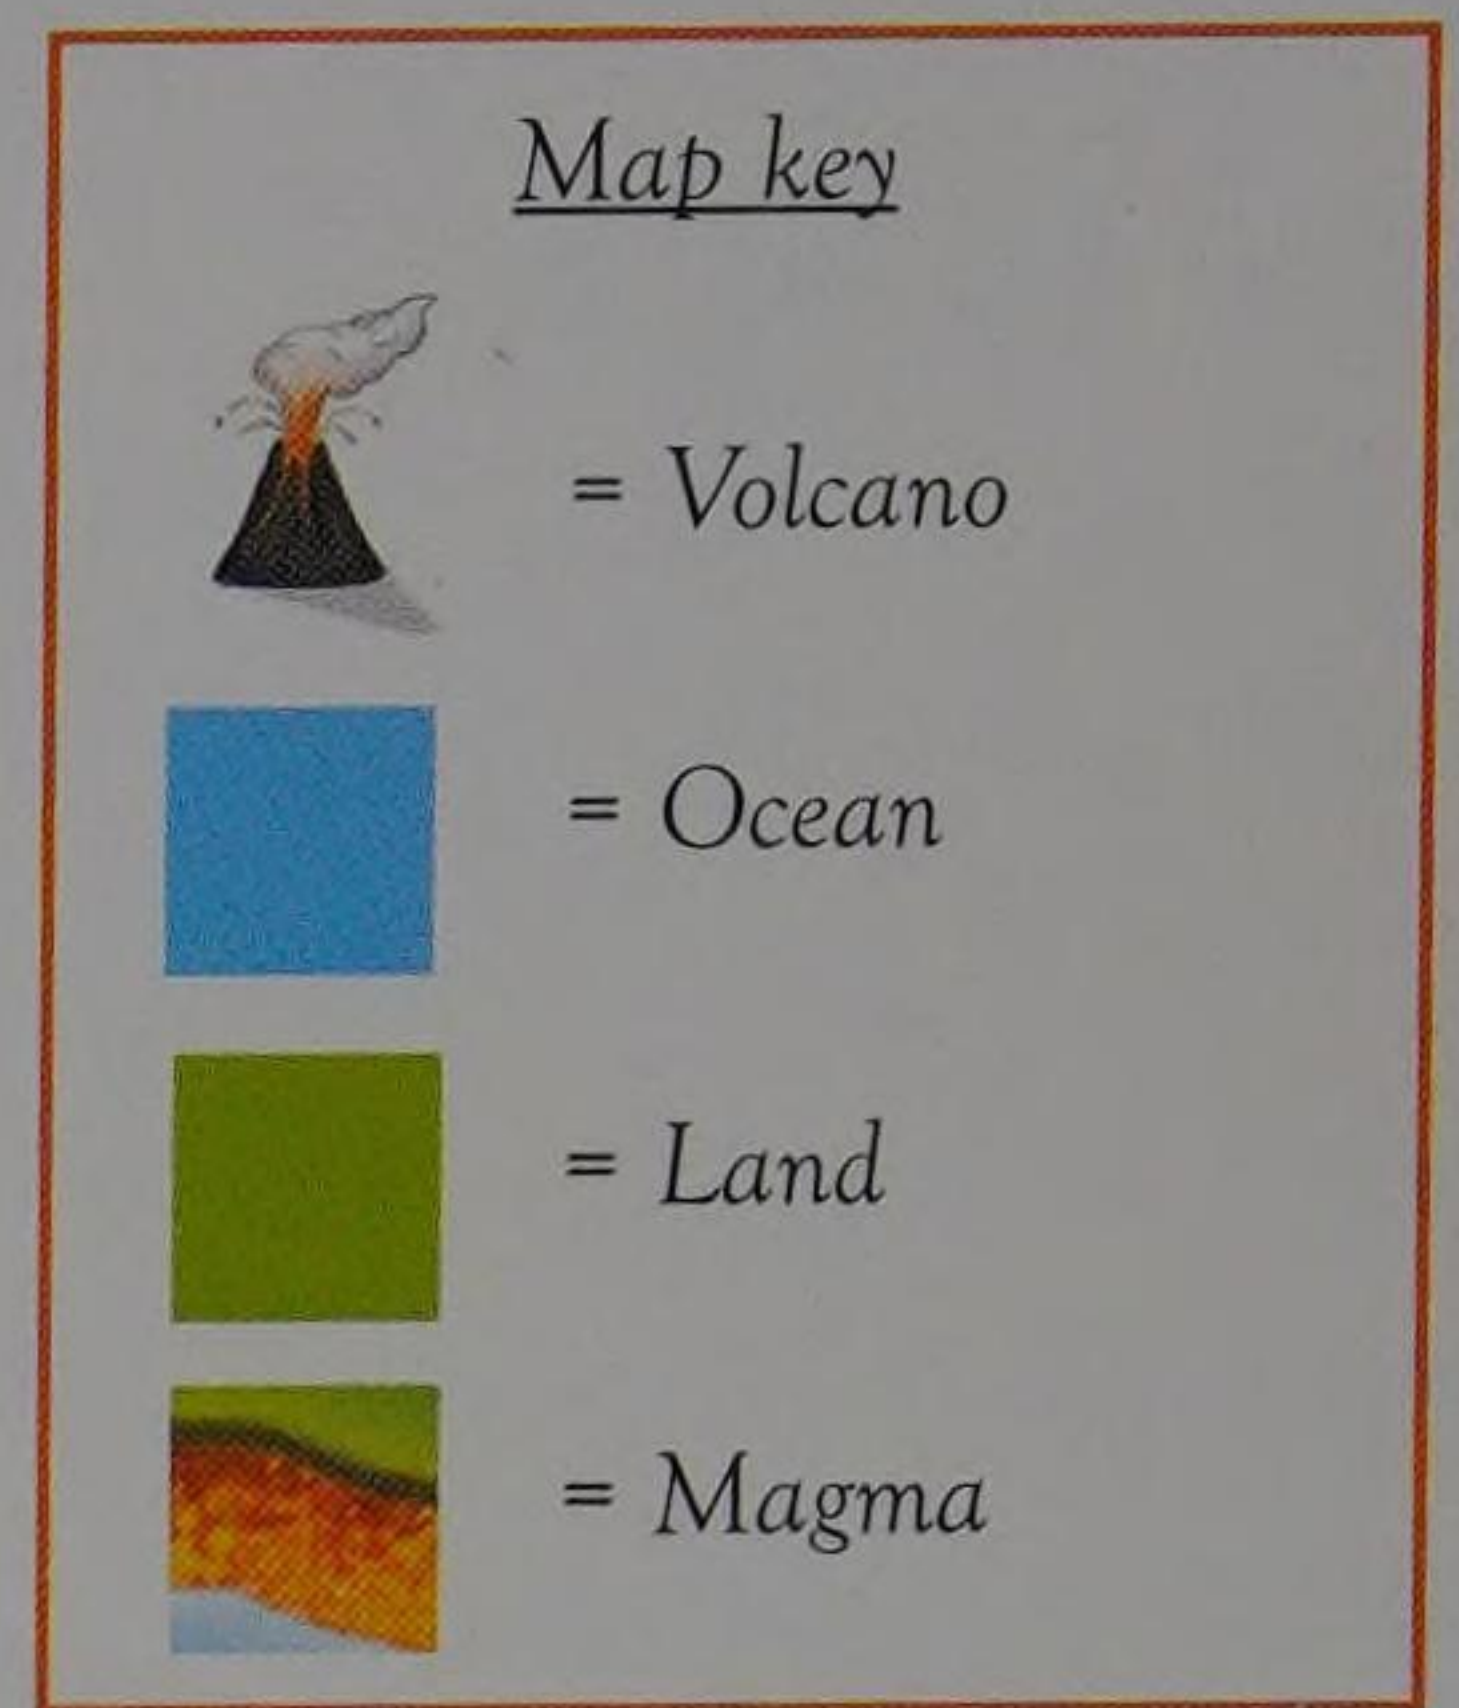 Map key
= Volcano
= Ocean
= Land
= Magma